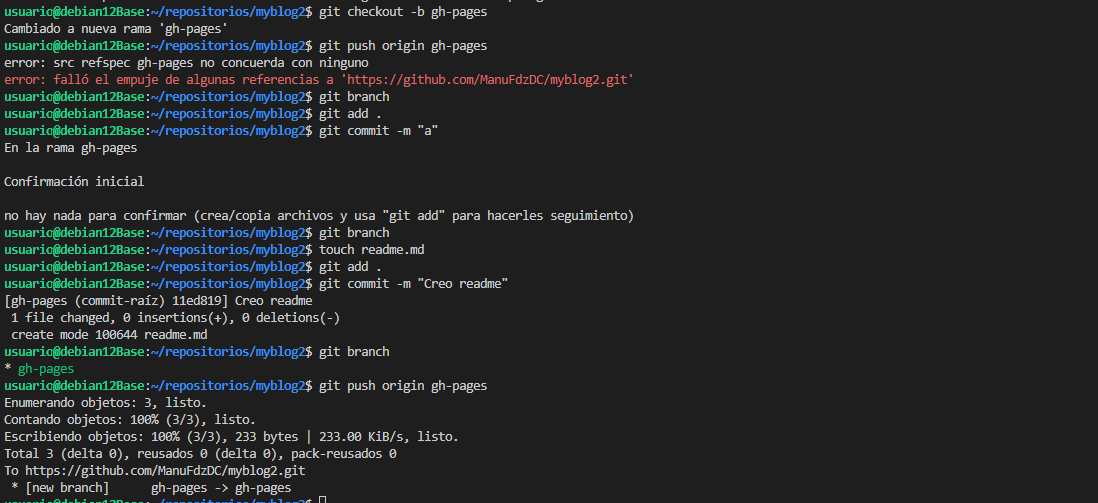 usuario@debian12Base:~/repositorios/myblog2$ git checkout -b gh-pages
Cambiado a nueva rama 'gh-pages'
usuario@debian12Base:~/repositorios/myblog2$ git push origin gh-pages
error: src refspec gh-pages no concuerda con ninguno
error: falló el empuje de algunas referencias a 'https://github.com/ManuFdzDC/myblog2.git'
usuario@debian12Base:~/repositorios/myblog2$ git branch
usuario@debian12Base:~/repositorios/myblog2$ git add .
usuario@debian12Base:~/repositorios/myblog2$ git commit -m "a"
En la rama gh-pages

Confirmación inicial

no hay nada para confirmar (crea/copia archivos y usa "git add" para hacerles seguimiento)
usuario@debian12Base:~/repositorios/myblog2$ git branch
usuario@debian12Base:~/repositorios/myblog2$ touch readme.md
usuario@debian12Base:~/repositorios/myblog2$ git add .
usuario@debian12Base:~/repositorios/myblog2$ git commit -m "Creo readme"
[gh-pages (commit-raíz) 11ed819] Creo readme
 1 file changed, 0 insertions(+), 0 deletions(-)
 create mode 100644 readme.md
usuario@debian12Base:~/repositorios/myblog2$ git branch
* gh-pages
usuario@debian12Base:~/repositorios/myblog2$ git push origin gh-pages
Enumerando objetos: 3, listo.
Contando objetos: 100% (3/3), listo.
Escribiendo objetos: 100% (3/3), 233 bytes | 233.00 KiB/s, listo.
Total 3 (delta 0), reusados 0 (delta 0), pack-reusados 0
To https://github.com/ManuFdzDC/myblog2.git
 * [new branch]      gh-pages -> gh-pages
usuario@debian12Base:~/repositorios/myblog2$